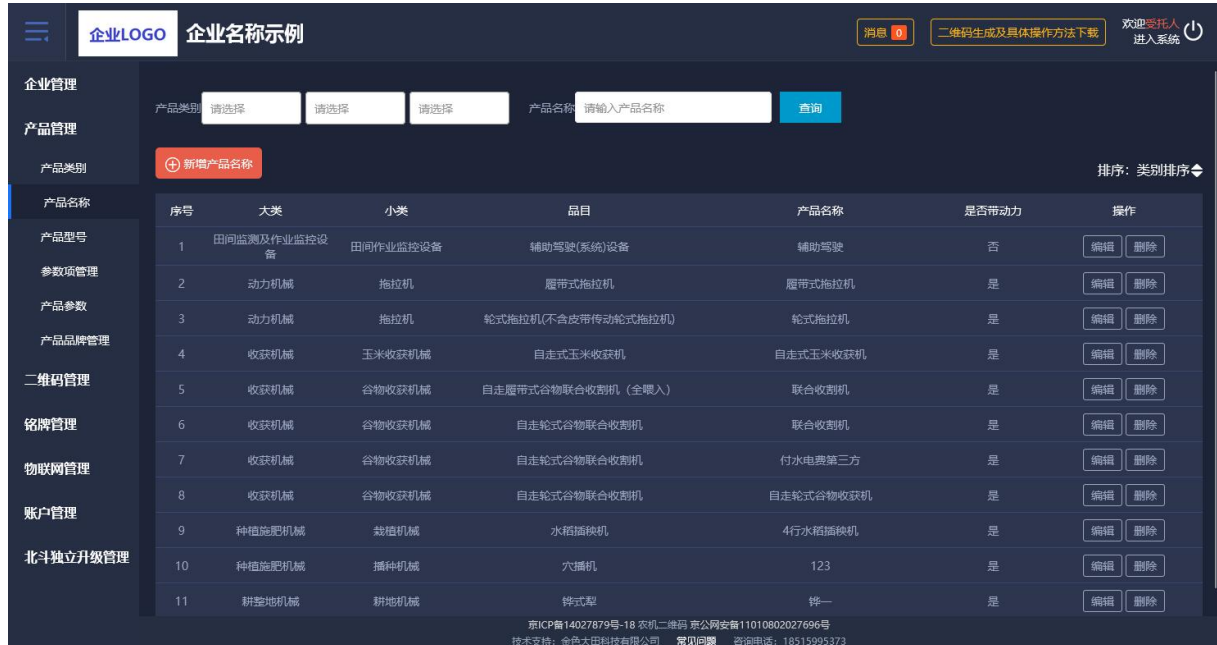 企业LOGO 企业名称示例 消息 0 二维码生成及具体操作方法下载 欢迎受托人
进入系统
企业管理
产品管理
产品类别
产品名称
产品型号
参数项管理
产品参数
产品品牌管理
二维码管理
铭牌管理
物联网管理
账户管理
北斗独立升级管理
产品类别 请选择 请选择 请选择 产品名称 请输入产品名称 查询
新增产品名称 排序：类别排序
序号 大类 小类 品目 产品名称 是否带动力 操作
1 田间监测及作业监控设备 田间作业监控设备 辅助驾驶(系统)设备 辅助驾驶 否 编辑 删除
2 动力机械 拖拉机 履带式拖拉机 履带式拖拉机 是 编辑 删除
3 动力机械 拖拉机 轮式拖拉机(不含皮带传动轮式拖拉机) 轮式拖拉机 是 编辑 删除
4 收获机械 玉米收获机械 自走式玉米收获机 自走式玉米收获机 是 编辑 删除
5 收获机械 谷物收获机械 自走履带式谷物联合收割机（全喂入） 联合收割机 是 编辑 删除
6 收获机械 谷物收获机械 自走轮式谷物联合收割机 联合收割机 是 编辑 删除
7 收获机械 谷物收获机械 自走轮式谷物联合收割机 付水电费第三方 是 编辑 删除
8 收获机械 谷物收获机械 自走轮式谷物联合收割机 自走轮式谷物收获机 是 编辑 删除
9 种植施肥机械 栽植机械 水稻插秧机 4行水稻插秧机 是 编辑 删除
10 种植施肥机械 播种机械 穴播机 123 是 编辑 删除
11 耕整地机械 耕地机械 铧式犁 铧一 是 编辑 删除
京ICP备14027879号-18 农机二维码 京公网安备11010802027696号
技术支持：金色大田科技有限公司 常见问题 咨询电话：18515995373